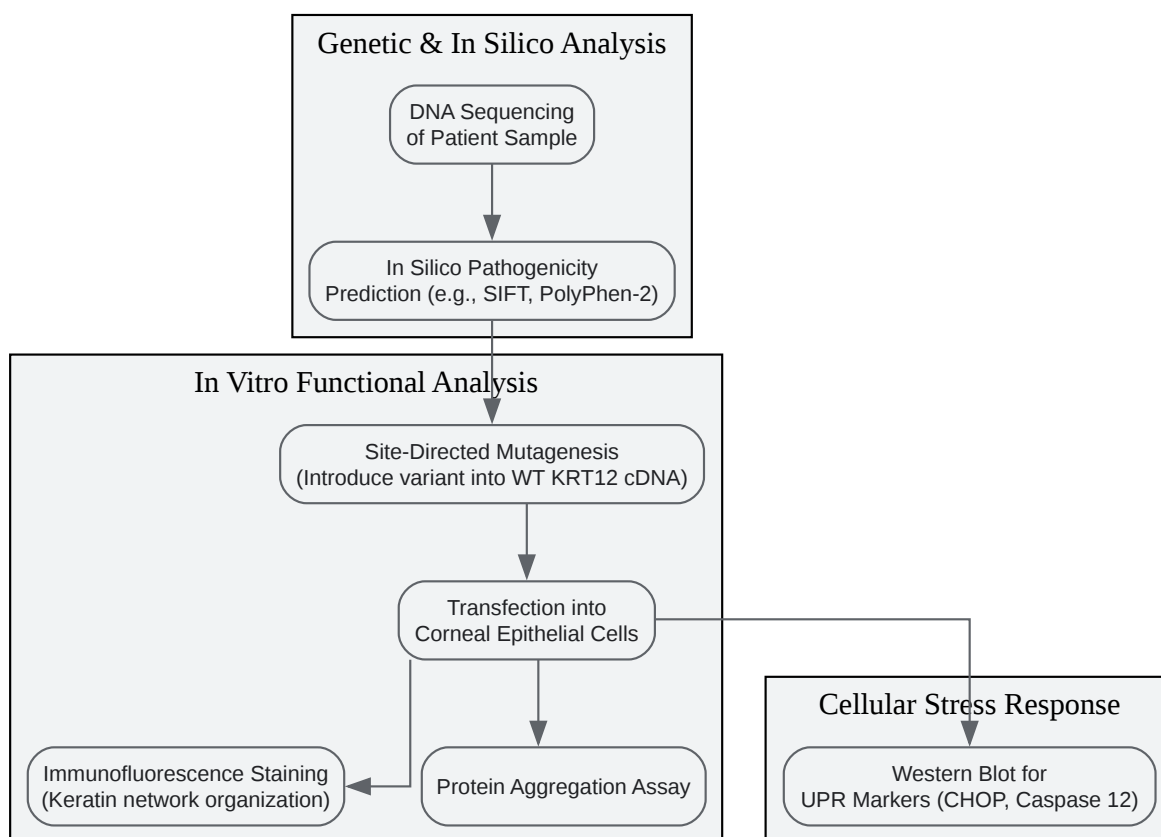 Genetic & In Silico Analysis
DNA Sequencing
of Patient Sample
In Silico Pathogenicity
Prediction (e.g., SIFT, PolyPhen-2)
In Vitro Functional Analysis
Site-Directed Mutagenesis
(Introduce variant into WT KRT12 cDNA)
Transfection into
Corneal Epithelial Cells
Immunofluorescence Staining
(Keratin network organization)
Protein Aggregation Assay
Cellular Stress Response
Western Blot for
UPR Markers (CHOP, Caspase 12)